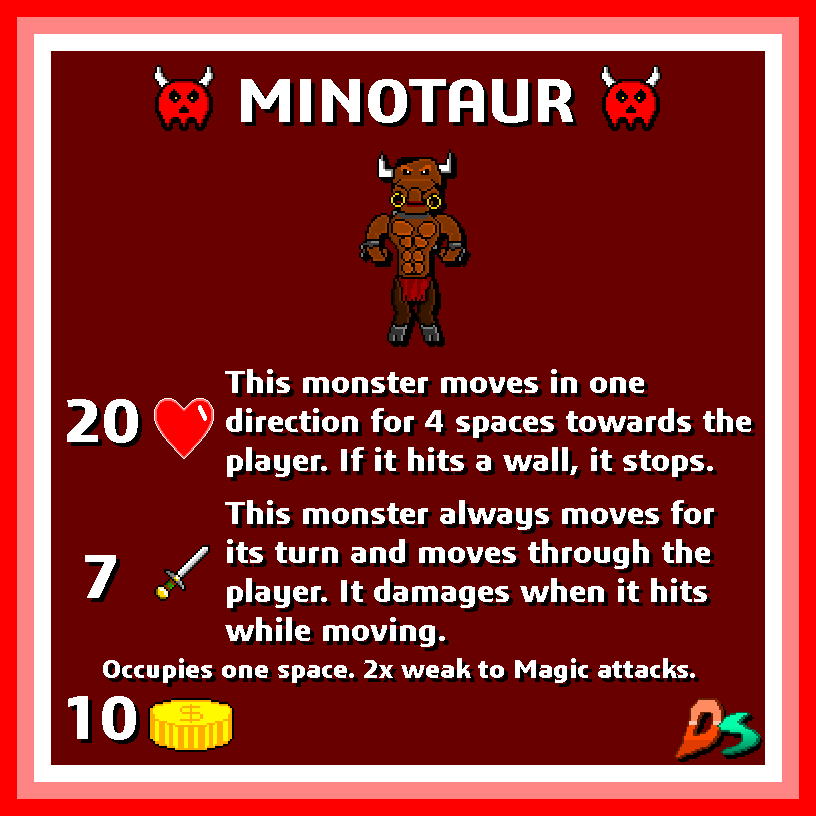 MINOTAUR
20
This monster moves in one
direction for 4 spaces towards the
player. If it hits a wall, it stops.
7
This monster always moves for
its turn and moves through the
player. It damages when it hits
while moving.
Occupies one space. 2x weak to Magic attacks.
10
$
DS